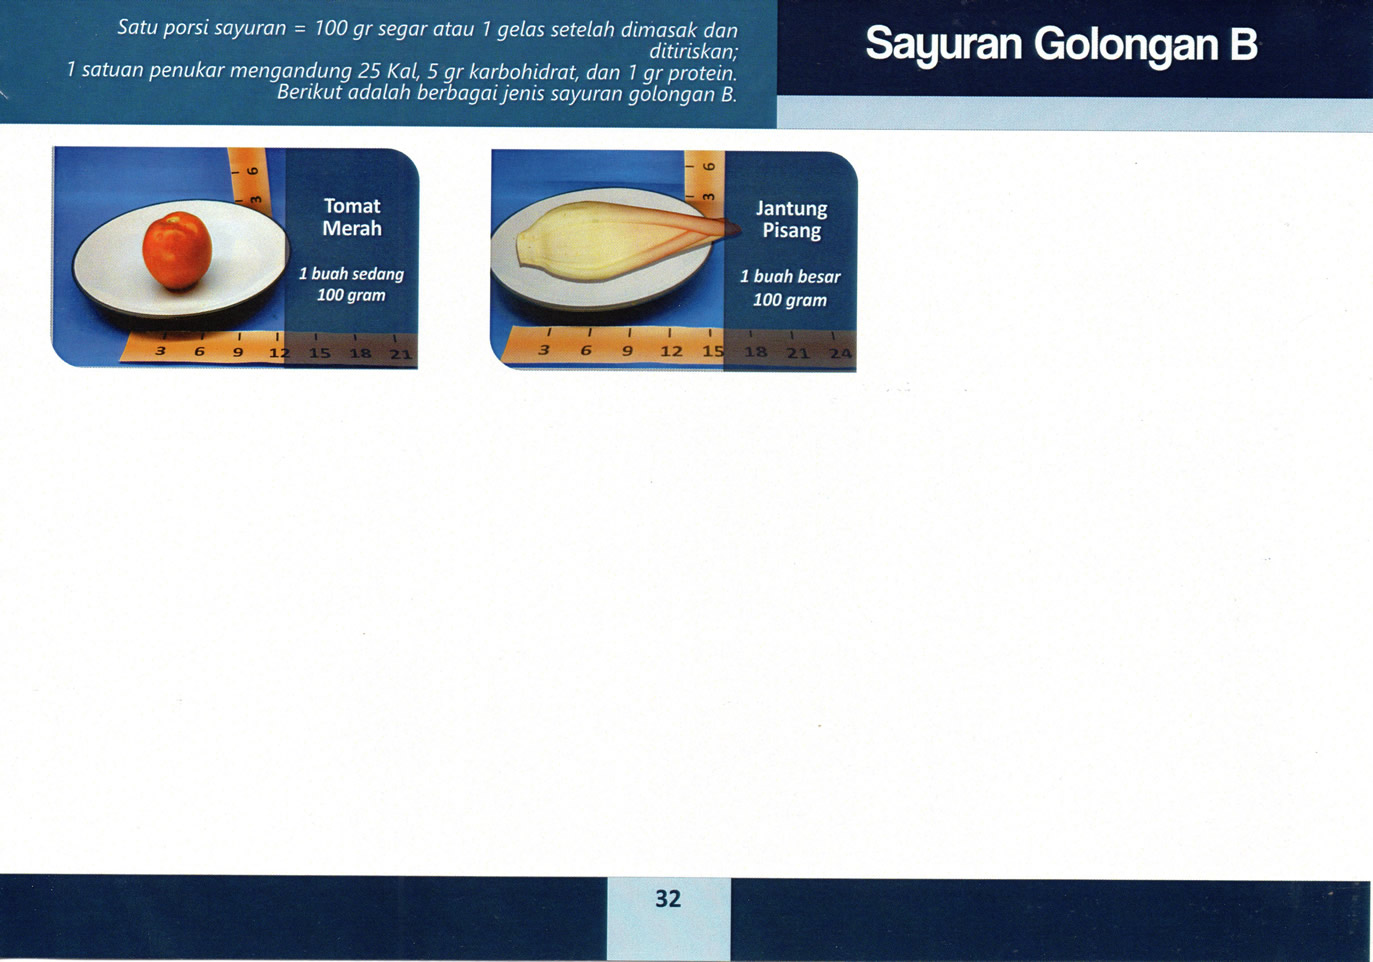 Satu porsi sayuran = 100 gr segar atau 1 gelas setelah dimasak dan
ditiriskan;
1 satuan penukar mengandung 25 Kal, 5 gr karbohidrat, dan 1 gr protein.
Berikut adalah berbagai jenis sayuran golongan B.
Sayuran Golongan B
Tomat
Merah
1 buah sedang
100 gram
6
3
3 6 9 12 15 18 21
Jantung
Pisang
1 buah besar
100 gram
6
3
3 6 9 12 15 18 21 24
32